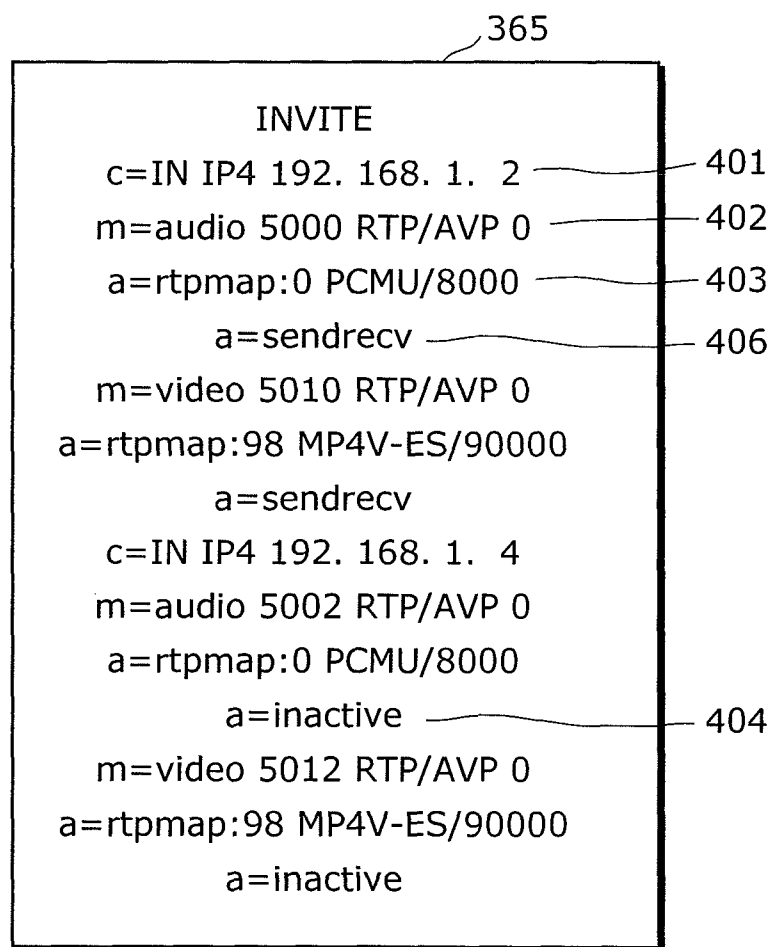 365
INVITE
c=IN IP4 192. 168. 1. 2 401
m=audio 5000 RTP/AVP 0 402
a=rtpmap:0 PCMU/8000 403
a=sendrecv 406
m=video 5010 RTP/AVP 0
a=rtpmap:98 MP4V-ES/90000
a=sendrecv
c=IN IP4 192. 168. 1. 4
m=audio 5002 RTP/AVP 0
a=rtpmap:0 PCMU/8000
a=inactive 404
m=video 5012 RTP/AVP 0
a=rtpmap:98 MP4V-ES/90000
a=inactive